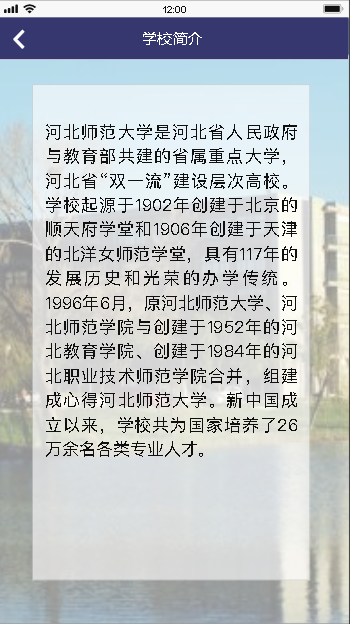 12:00
学校简介
河北师范大学是河北省人民政府
与教育部共建的省属重点大学，
河北省“双一流”建设层次高校。
学校起源于1902年创建于北京的
顺天府学堂和1906年创建于天津
的北洋女师范学堂，具有117年的
发展历史和光荣的办学传统。
1996年6月，原河北师范大学、河
北师范学院与创建于1952年的河
北教育学院、创建于1984年的河
北职业技术师范学院合并，组建
成心得河北师范大学。新中国成
立以来，学校共为国家培养了26
万余名各类专业人才。